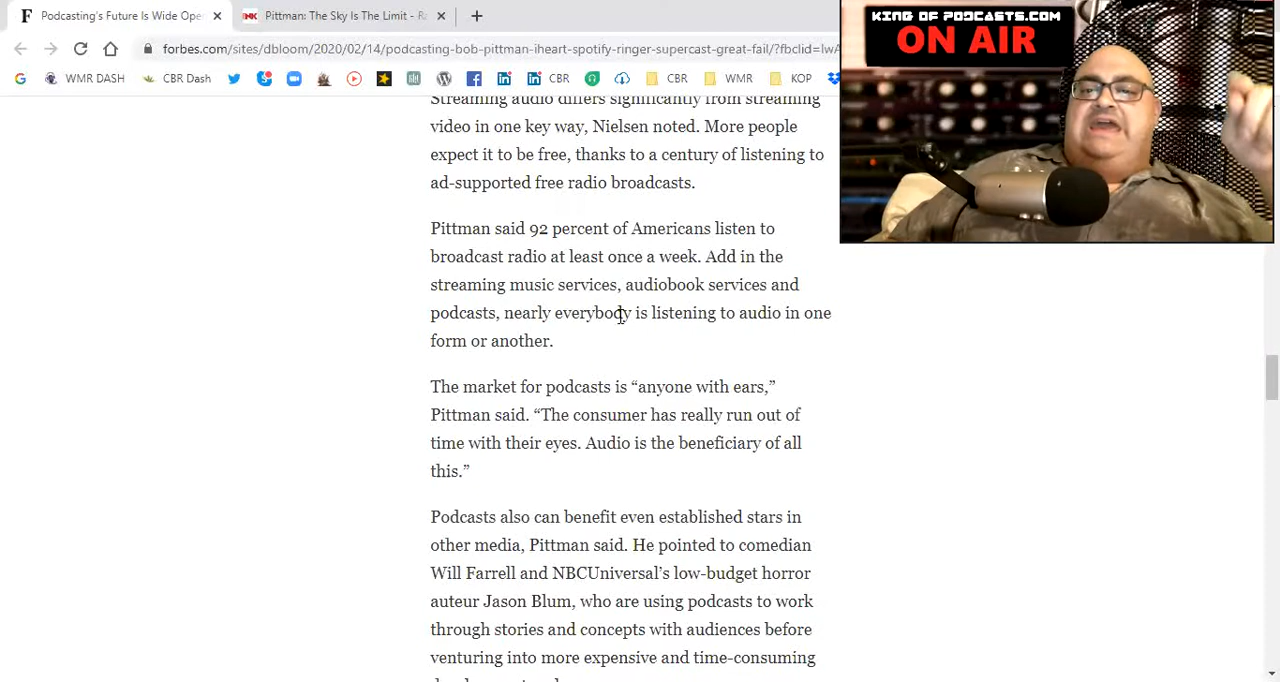 Podcasting's Future Is Wide Ope
Pittman: The Sky Is The Limit - Ra
forbes.com/sites/dbloom/2020/02/14/podcasting-bob-pittman-iheart-spotify-ringer-supercast-great-fail/?fbclid=IwA
WMR DASH
CBR Dash
CBR
CBR
WMR
KOP
KING OF PODCASTS.COM
ON AIR
Streaming audio differs significantly from streaming
video in one key way, Nielsen noted. More people
expect it to be free, thanks to a century of listening to
ad-supported free radio broadcasts.
Pittman said 92 percent of Americans listen to
broadcast radio at least once a week. Add in the
streaming music services, audiobook services and
podcasts, nearly everybody is listening to audio in one
form or another.
The market for podcasts is “anyone with ears,”
Pittman said. “The consumer has really run out of
time with their eyes. Audio is the beneficiary of all
this.”
Podcasts also can benefit even established stars in
other media, Pittman said. He pointed to comedian
Will Farrell and NBCUniversal’s low-budget horror
auteur Jason Blum, who are using podcasts to work
through stories and concepts with audiences before
venturing into more expensive and time-consuming